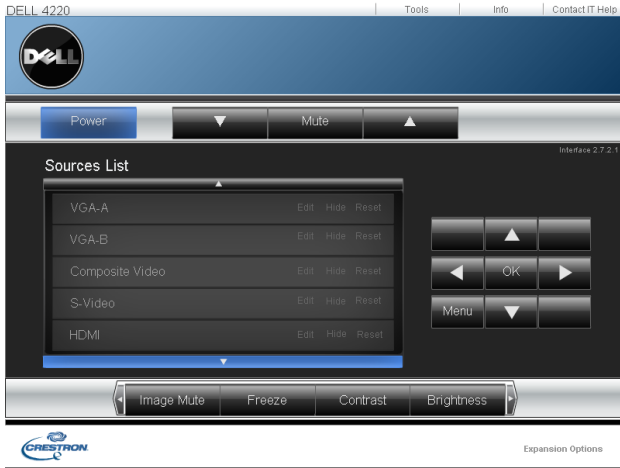 DELL 4220 Tools Info Contact IT Help
DELL
Power Mute
Interface 2.7.2.1
Sources List
VGA-A Edit Hide Reset
VGA-B Edit Hide Reset
Composite Video Edit Hide Reset
S-Video Edit Hide Reset
HDMI Edit Hide Reset
OK
Menu
Image Mute Freeze Contrast Brightness
CRESTRON Expansion Options